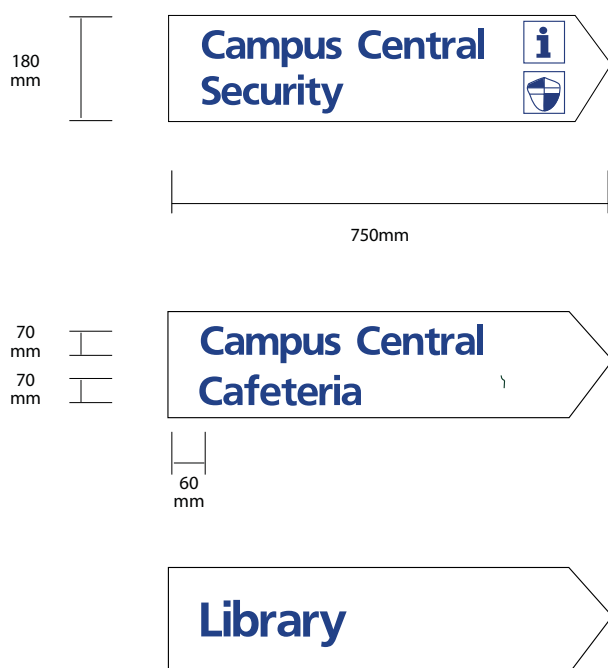 180
mm
Campus Central
Security
i
750mm
70
mm
70
mm
Campus Central
Cafeteria
60
mm
Library